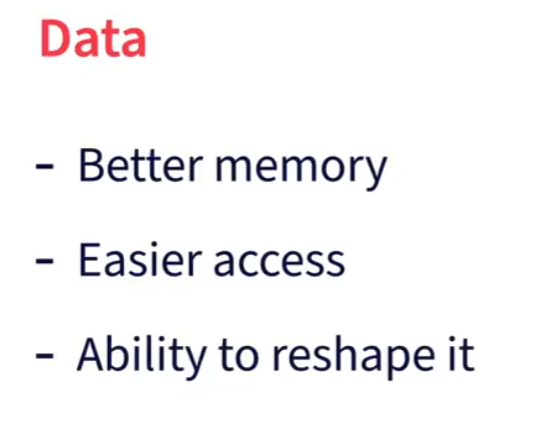 Data
- Better memory
- Easier access
- Ability to reshape it